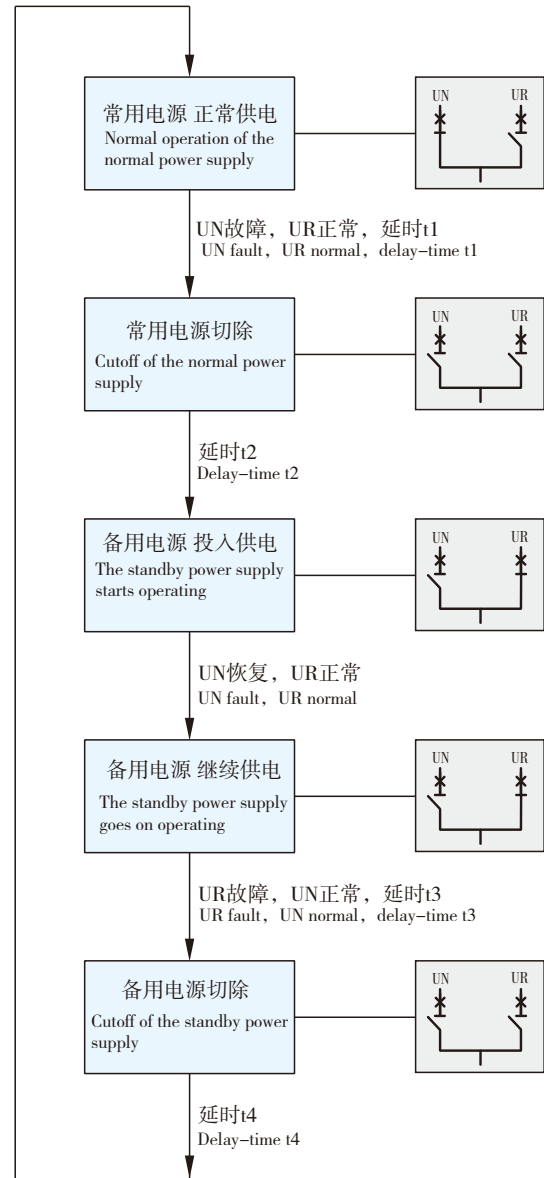 常用电源 正常供电
Normal operation of the
normal power supply
UN UR
UN故障，UR正常，延时t1
UN fault，UR normal，delay-time t1
常用电源切除
Cutoff of the normal power
supply
UN UR
延时t2
Delay-time t2
备用电源 投入供电
The standby power supply
starts operating
UN UR
UN恢复，UR正常
UN fault，UR normal
备用电源 继续供电
The standby power supply
goes on operating
UN UR
UR故障，UN正常，延时t3
UR fault，UN normal，delay-time t3
备用电源切除
Cutoff of the standby power
supply
UN UR
延时t4
Delay-time t4